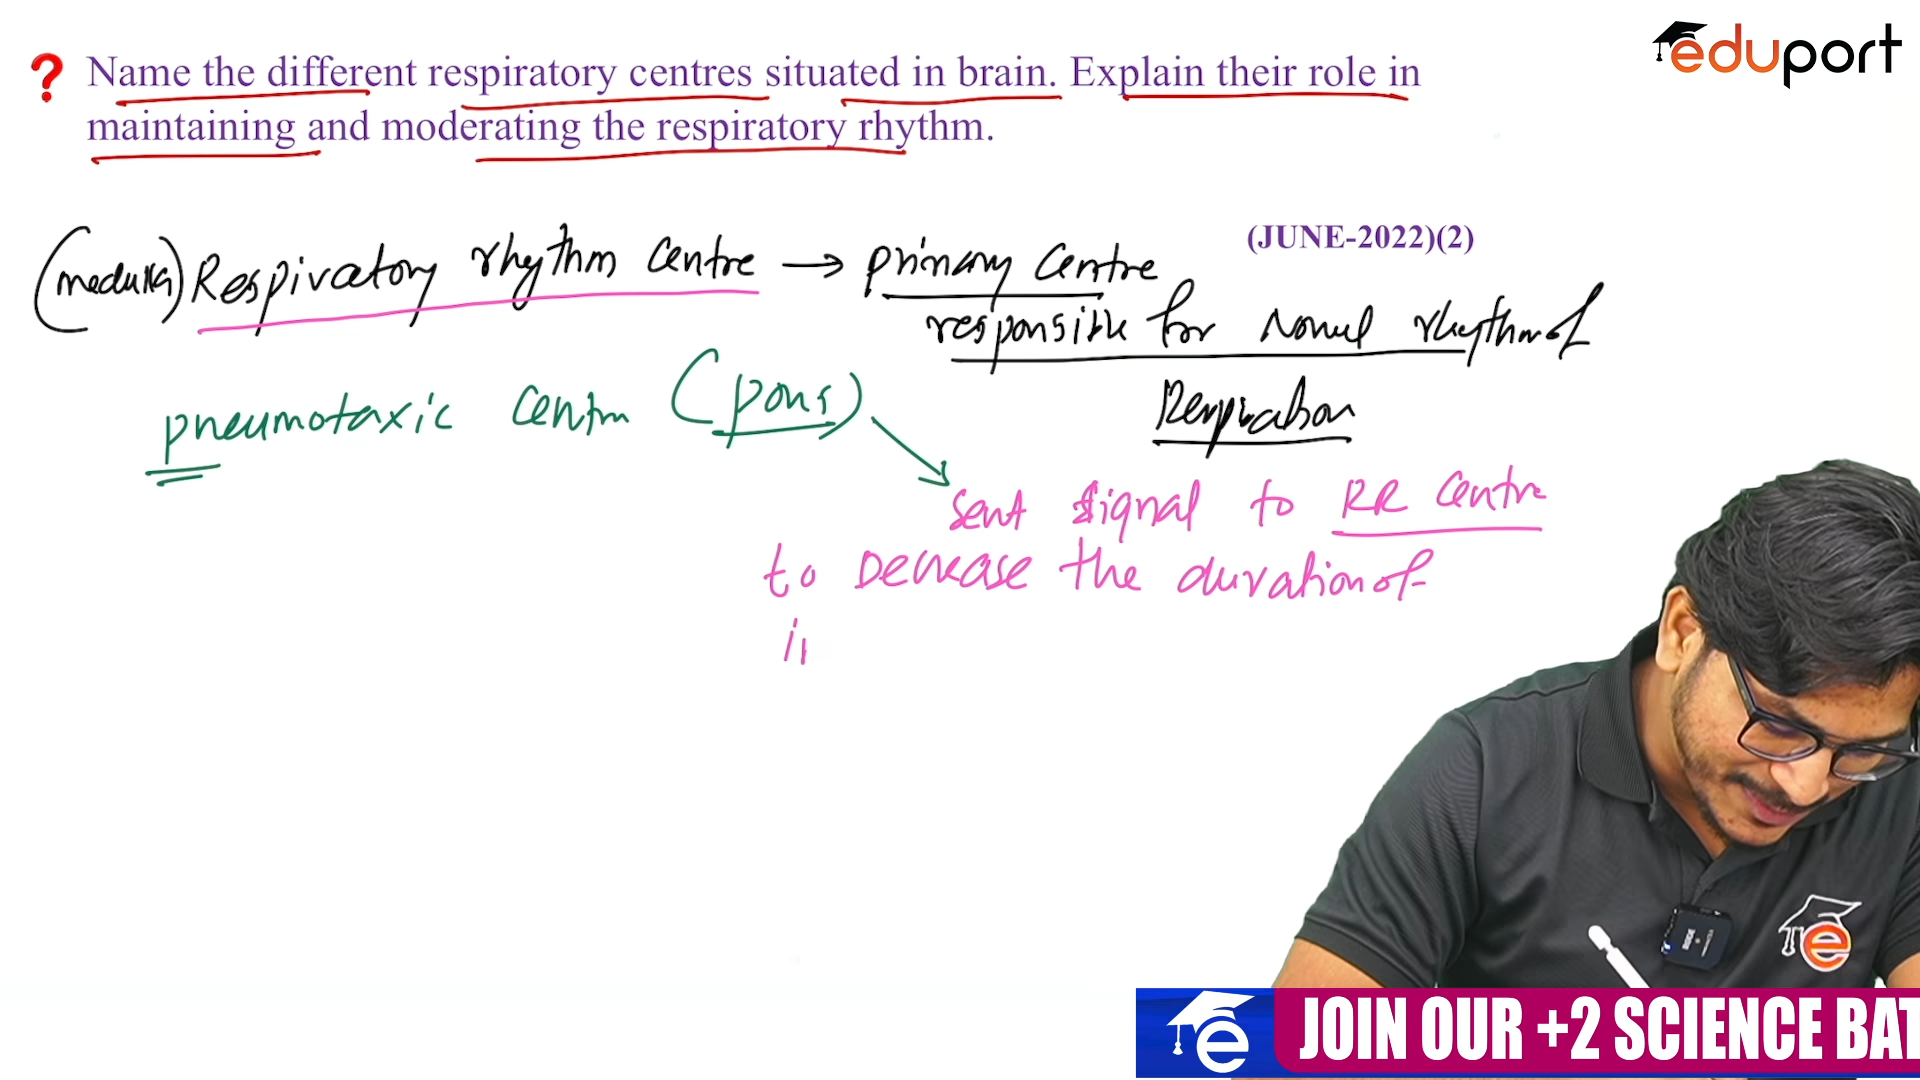 eduport
? Name the different respiratory centres situated in brain. Explain their role in
maintaining and moderating the respiratory rhythm.
(JUNE-2022)(2)
(medulla) Respiratory rhythm centre → primary centre
responsible for Normal rhythm of
Respiration
pneumotaxic centre (pons)
sent signal to RR centre
to Decrease the duration of
in
JOIN OUR +2 SCIENCE BAT